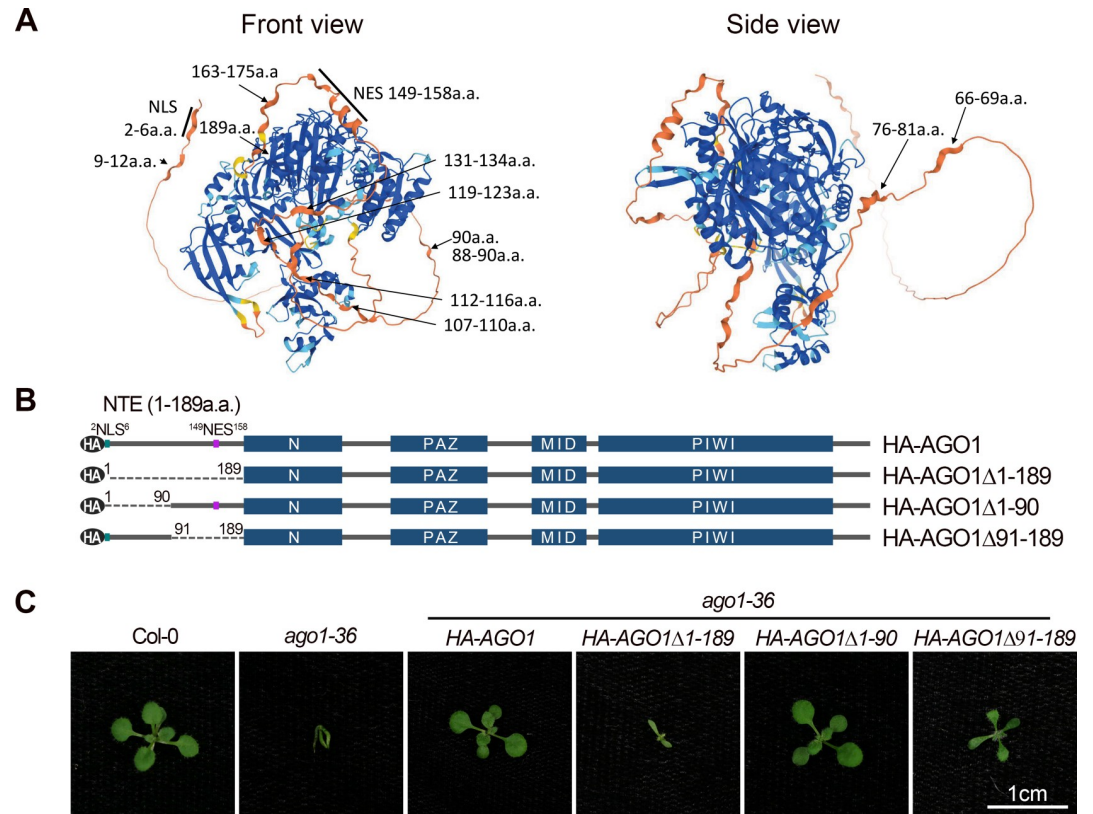 A
Front view
Side view
163-175a.a.
NLS
2-6a.a.
9-12a.a.
189a.a.
NES 149-158a.a.
131-134a.a.
119-123a.a.
90a.a.
88-90a.a.
112-116a.a.
107-110a.a.
66-69a.a.
76-81a.a.
B
NTE (1-189a.a.)
²NLS⁶ ¹⁴⁹NES¹⁵⁸
HA N PAZ MID PIWI HA-AGO1
1 189
HA N PAZ MID PIWI HA-AGO1Δ1-189
1 90
HA N PAZ MID PIWI HA-AGO1Δ1-90
91 189
HA N PAZ MID PIWI HA-AGO1Δ91-189
C
ago1-36
Col-0 ago1-36 HA-AGO1 HA-AGO1Δ1-189 HA-AGO1Δ1-90 HA-AGO1Δ91-189
1cm